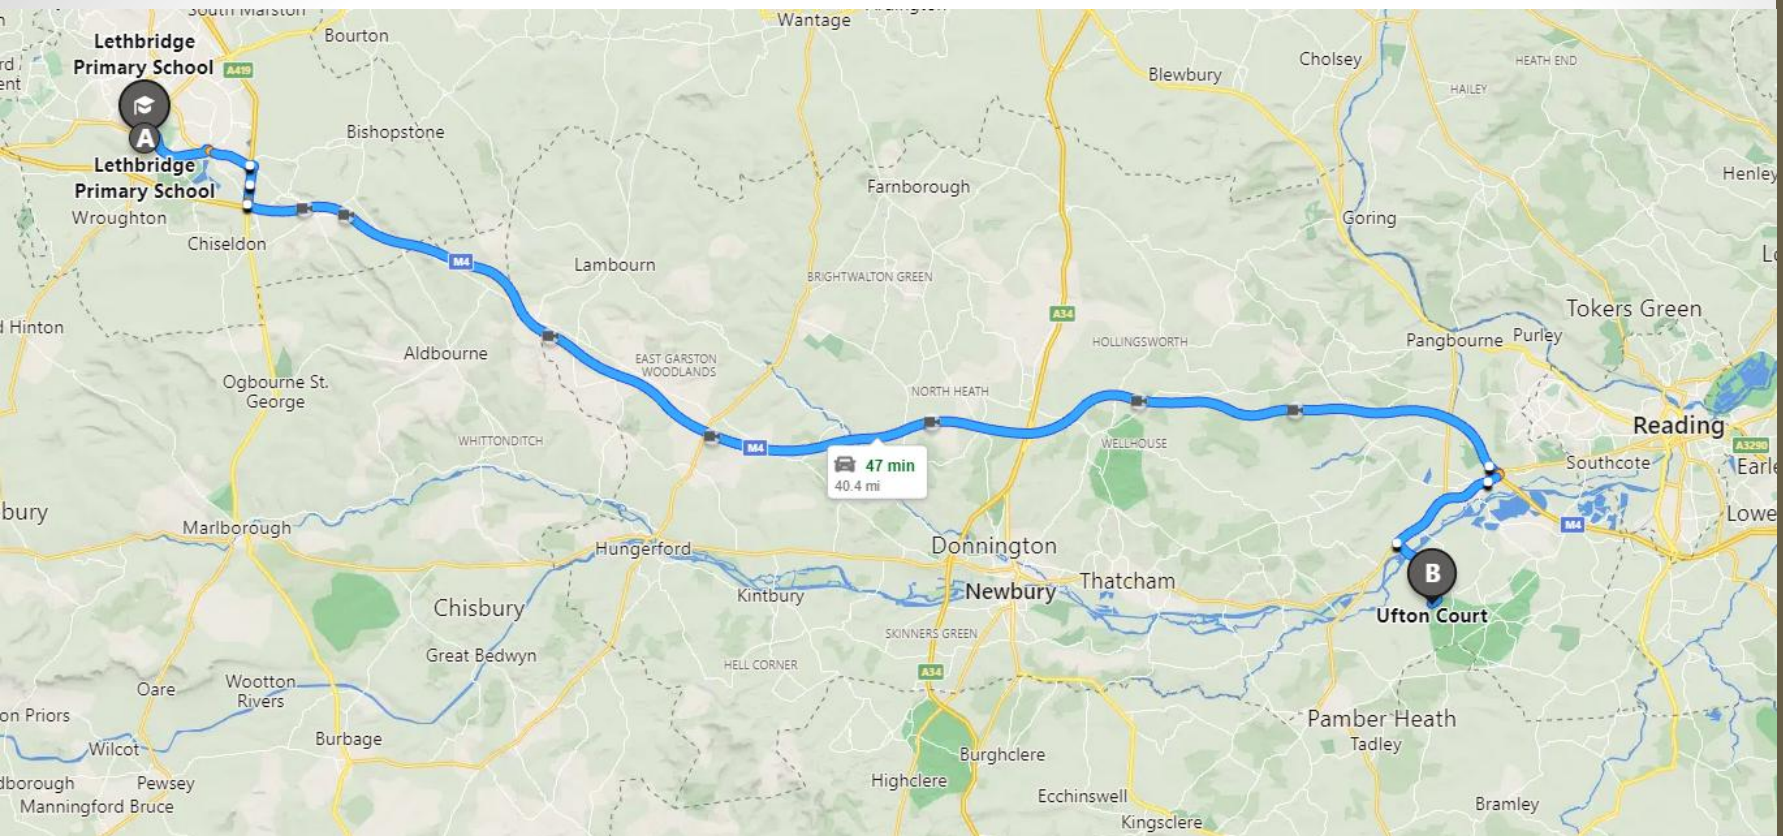 South Marston
Bourton
Wantage
Lethbridge
Primary School
A419
Blewbury
Cholsey
HEATH END
HAILEY
Bishopstone
A
Lethbridge
Primary School
Wroughton
Chiseldon
Farnborough
Henley
Goring
M4
Lambourn
BRIGHTWALTON GREEN
A34
Tokers Green
Hinton
Aldbourne
EAST GARSTON
WOODLANDS
HOLLINGSWORTH
Pangbourne
Purley
Ogbourne St.
George
NORTH HEATH
WHITTONDITCH
M4
WELLHOUSE
Reading
A3290
47 min
40.4 mi
Southcote
Earle
bury
Marlborough
Hungerford
Donnington
M4
Lowe
Chisbury
Kintbury
Newbury
Thatcham
B
Ufton Court
SKINNERS GREEN
Great Bedwyn
HELL CORNER
A34
Oare
Wootton
Rivers
on Priors
Wilcot
Burbage
Pamber Heath
Tadley
Burghclere
dborough
Pewsey
Highclere
Manningford Bruce
Ecchinswell
Kingsclere
Bramley